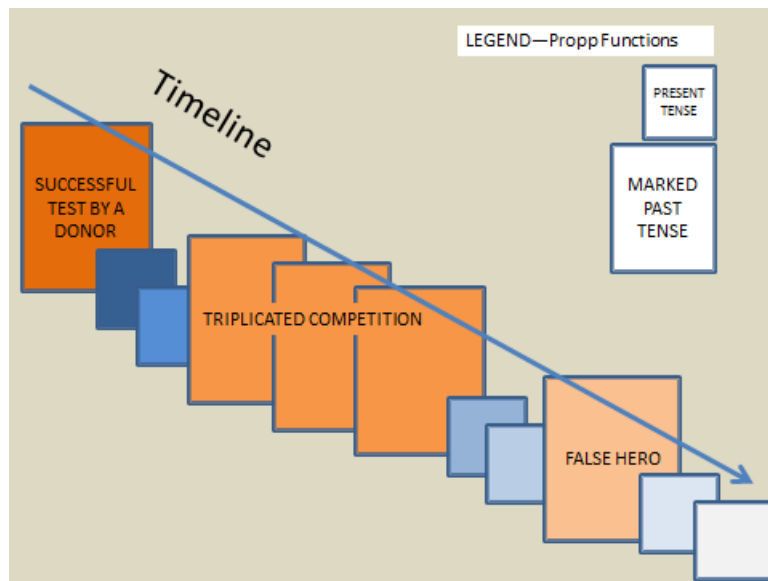 LEGEND—Propp Functions
Timeline
PRESENT
TENSE
SUCCESSFUL
TEST BY A
DONOR
MARKED
PAST
TENSE
TRIPLICATED COMPETITION
FALSE HERO